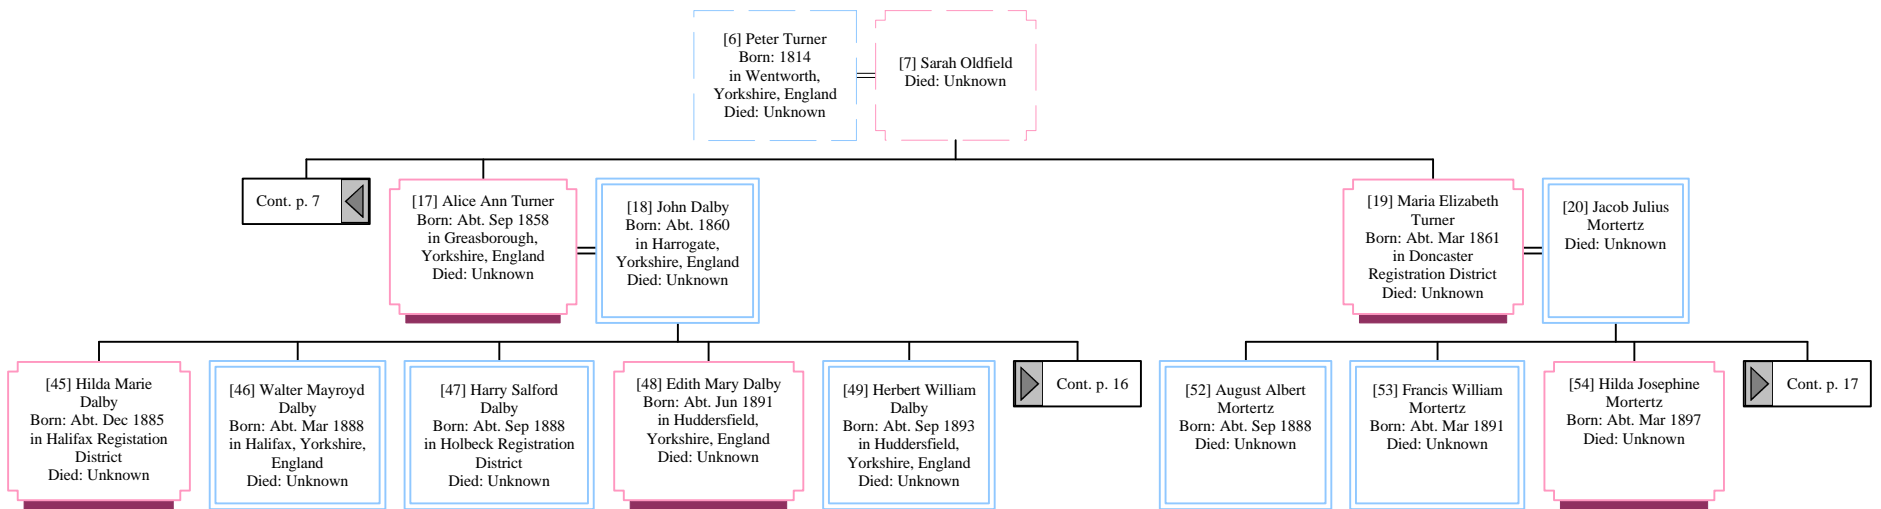 [6] Peter Turner
Born: 1814
in Wentworth,
Yorkshire, England
Died: Unknown
[7] Sarah Oldfield
Died: Unknown
Cont. p. 7
[17] Alice Ann Turner
Born: Abt. Sep 1858
in Greasborough,
Yorkshire, England
Died: Unknown
[18] John Dalby
Born: Abt. 1860
in Harrogate,
Yorkshire, England
Died: Unknown
[19] Maria Elizabeth
Turner
Born: Abt. Mar 1861
in Doncaster
Registration District
Died: Unknown
[20] Jacob Julius
Mortertz
Died: Unknown
[45] Hilda Marie
Dalby
Born: Abt. Dec 1885
in Halifax Registation
District
Died: Unknown
[46] Walter Mayroyd
Dalby
Born: Abt. Mar 1888
in Halifax, Yorkshire,
England
Died: Unknown
[47] Harry Salford
Dalby
Born: Abt. Sep 1888
in Holbeck Registration
District
Died: Unknown
[48] Edith Mary Dalby
Born: Abt. Jun 1891
in Huddersfield,
Yorkshire, England
Died: Unknown
[49] Herbert William
Dalby
Born: Abt. Sep 1893
in Huddersfield,
Yorkshire, England
Died: Unknown
Cont. p. 16
[52] August Albert
Mortertz
Born: Abt. Sep 1888
Died: Unknown
[53] Francis William
Mortertz
Born: Abt. Mar 1891
Died: Unknown
[54] Hilda Josephine
Mortertz
Born: Abt. Mar 1897
Died: Unknown
Cont. p. 17